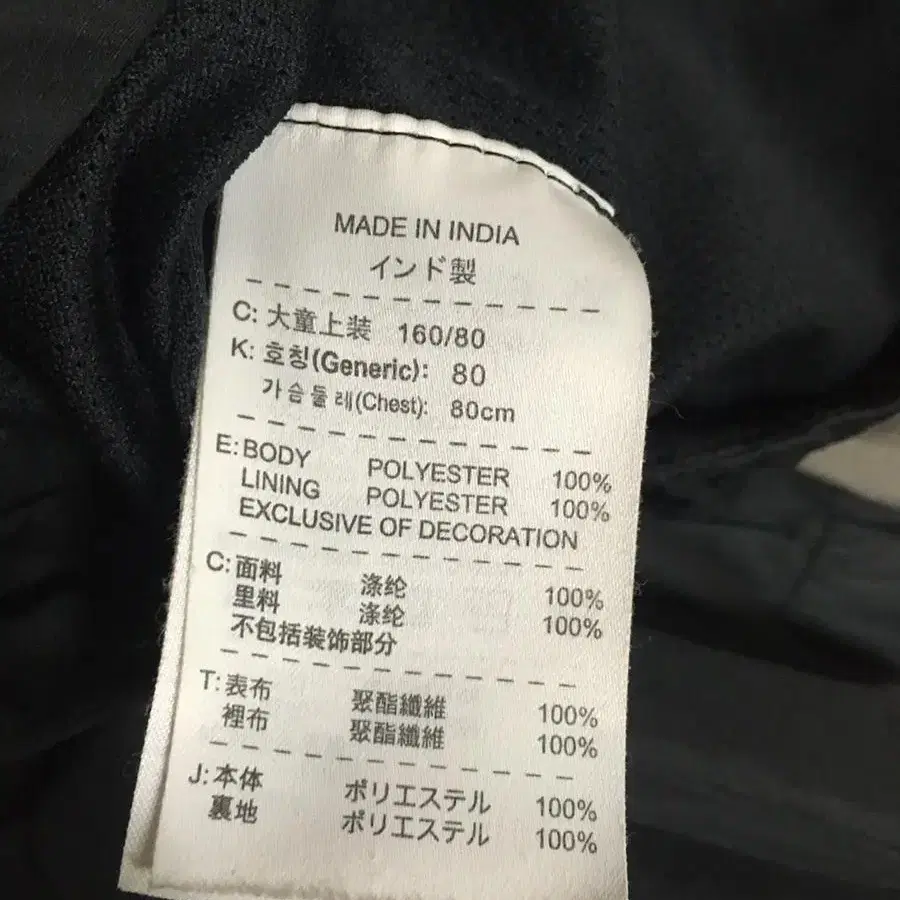 MADE IN INDIA
インド製
C: 大童上装 160/80
K: 호칭(Generic): 80
가슴둘레(Chest): 80cm
E: BODY POLYESTER 100%
LINING POLYESTER 100%
EXCLUSIVE OF DECORATION
C: 面料 涤纶 100%
里料 涤纶 100%
不包括装饰部分
T: 表布 聚酯纖維 100%
裡布 聚酯纖維 100%
J: 本体 ポリエステル 100%
裏地 ポリエステル 100%